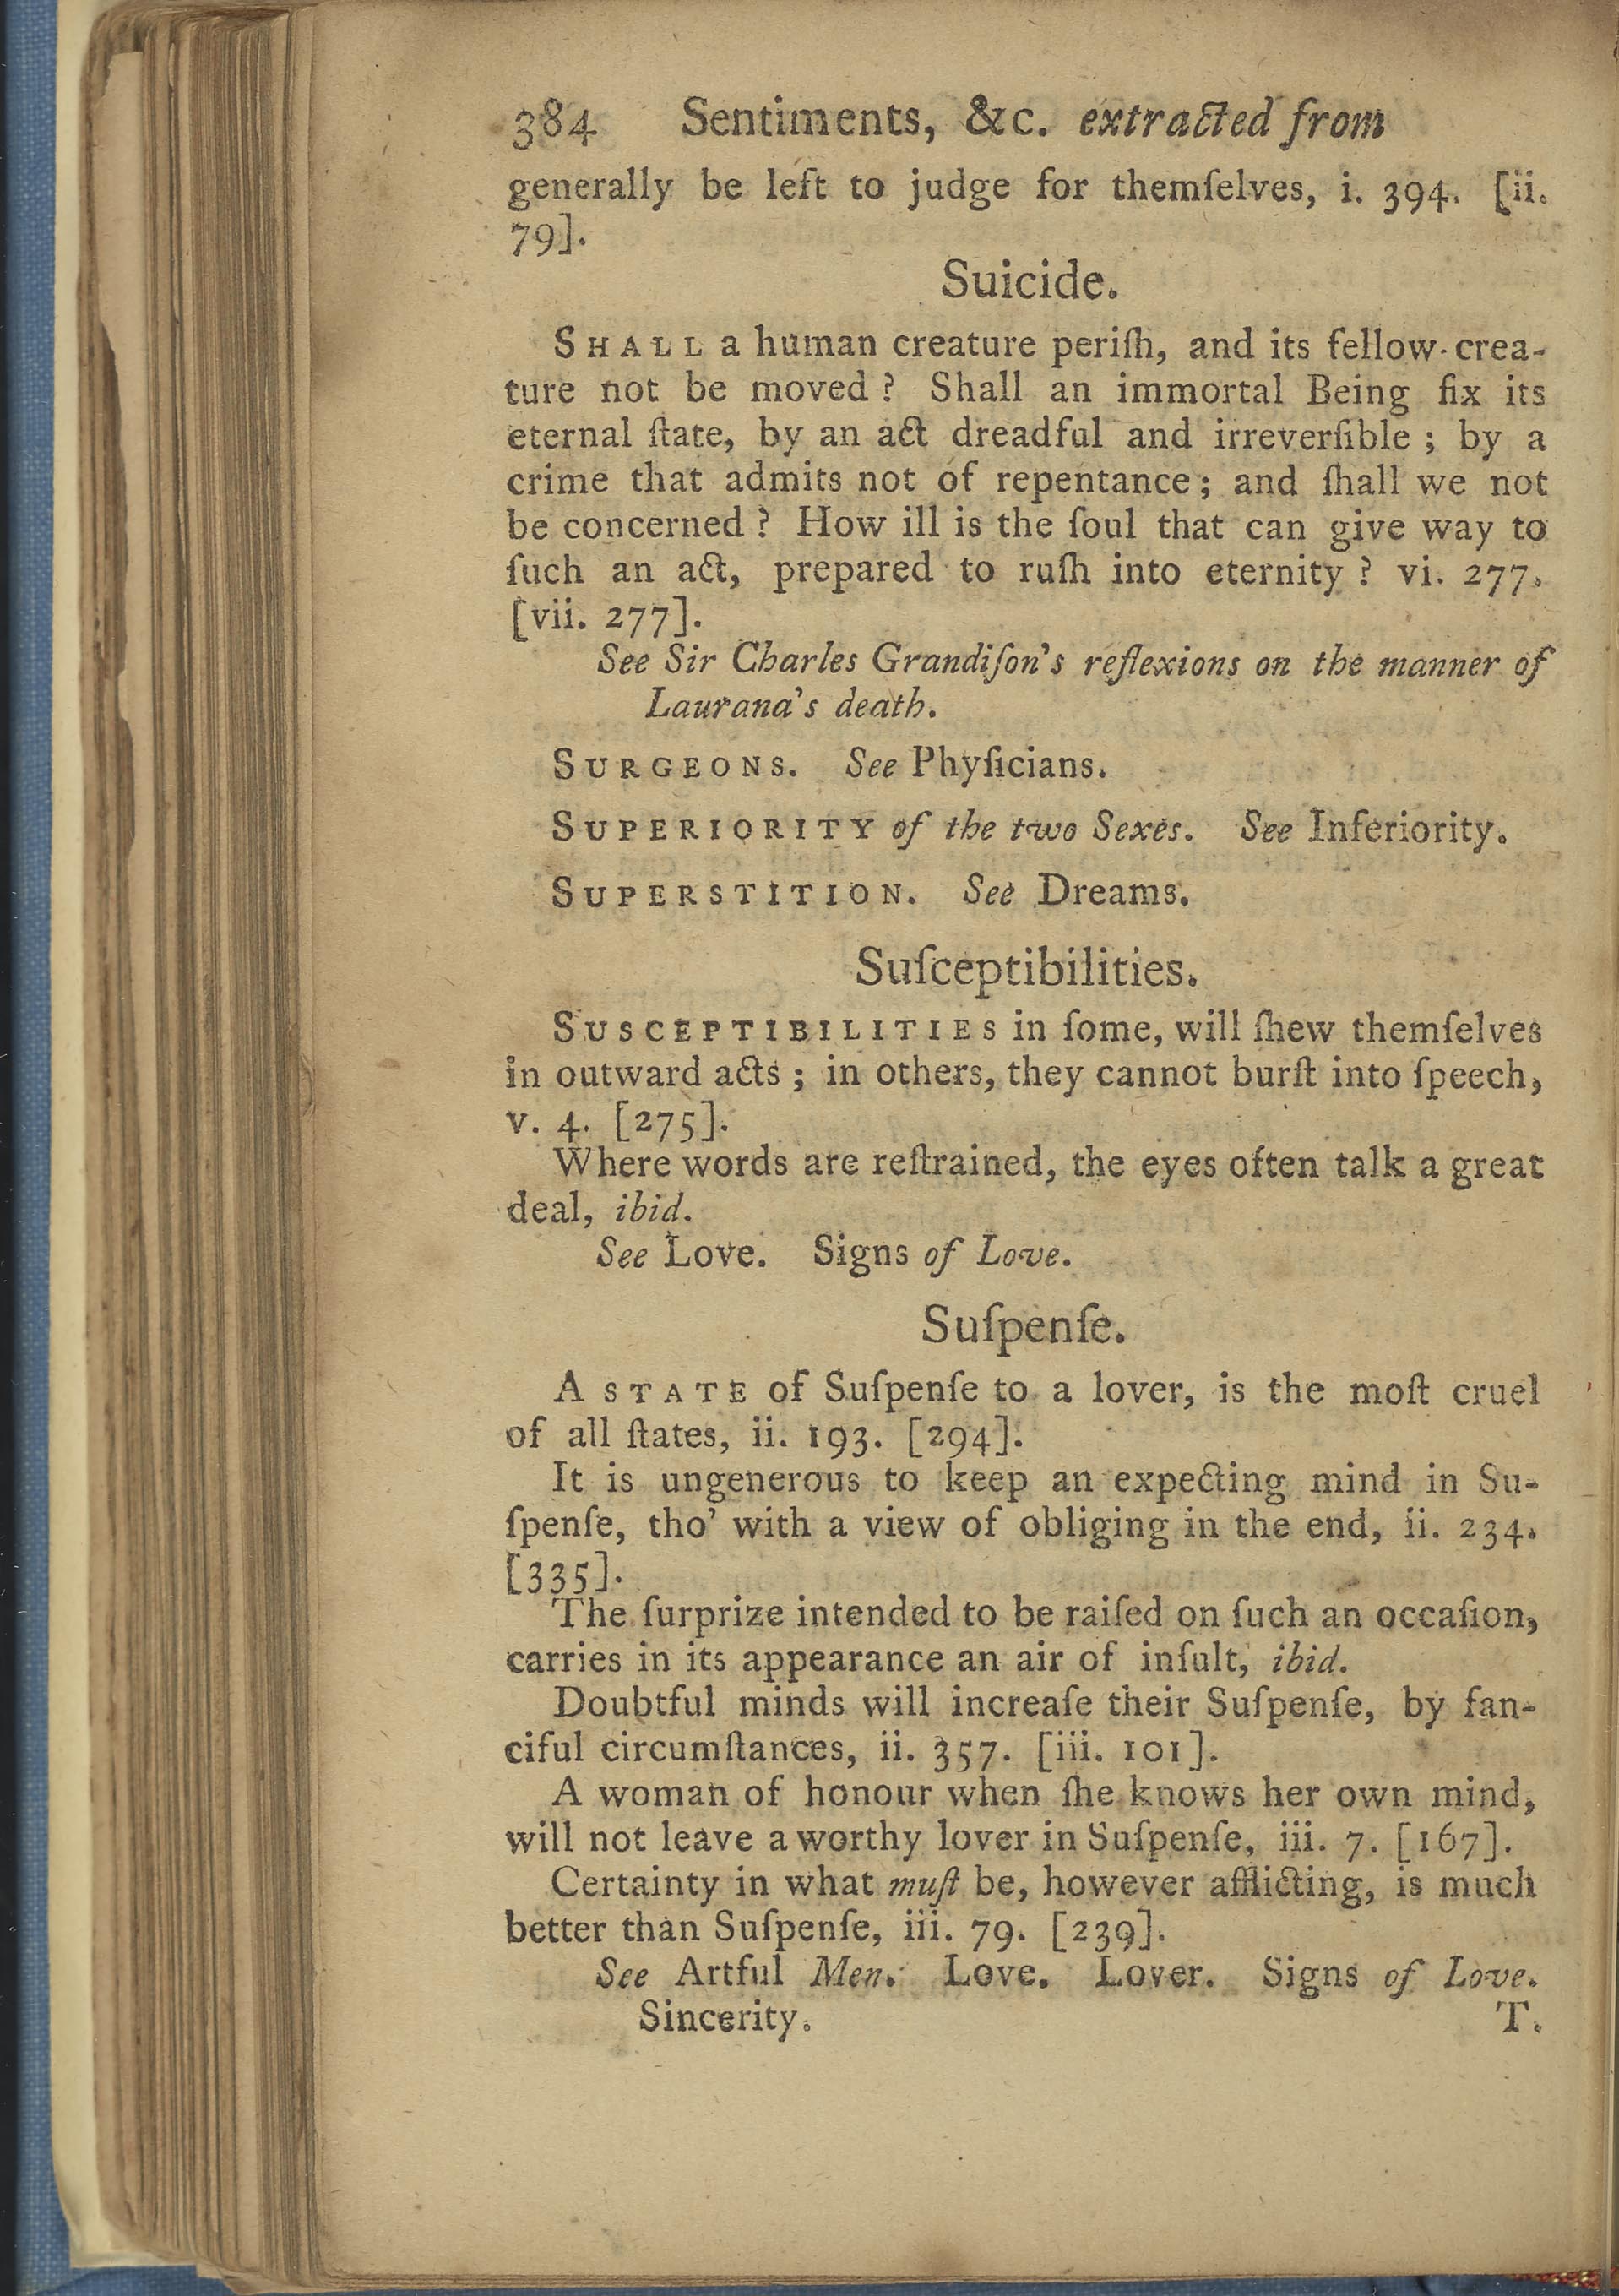 384 Sentiments, &c. extracted from
generally be left to judge for themſelves, i. 394. [ii.
79].
Suicide.
SHALL a human creature periſh, and its fellow-crea-
ture not be moved? Shall an immortal Being fix its
eternal ſtate, by an act dreadful and irreverſible; by a
crime that admits not of repentance; and ſhall we not
be concerned? How ill is the ſoul that can give way to
ſuch an act, prepared to ruſh into eternity? vi. 277.
[vii. 277].
See Sir Charles Grandiſon's reflexions on the manner of
Laurana's death.
SURGEONS. See Phyſicians.
SUPERIORITY of the two Sexes. See Inferiority.
SUPERSTITION. See Dreams.
Suſceptibilities.
SUSCEPTIBILITIES in ſome, will ſhew themſelves
in outward acts; in others, they cannot burſt into ſpeech,
v. 4. [275].
Where words are reſtrained, the eyes often talk a great
deal, ibid.
See Love. Signs of Love.
Suſpenſe.
A STATE of Suſpenſe to a lover, is the moſt cruel
of all ſtates, ii. 193. [294].
It is ungenerous to keep an expecting mind in Su-
ſpenſe, tho' with a view of obliging in the end, ii. 234.
[335].
The ſurprize intended to be raiſed on ſuch an occaſion,
carries in its appearance an air of inſult, ibid.
Doubtful minds will increaſe their Suſpenſe, by fan-
ciful circumſtances, ii. 357. [iii. 101].
A woman of honour when ſhe knows her own mind,
will not leave a worthy lover in Suſpenſe, iii. 7. [167].
Certainty in what muſt be, however afflicting, is much
better than Suſpenſe, iii. 79. [239].
See Artful Men. Love. Lover. Signs of Love.
Sincerity. T.